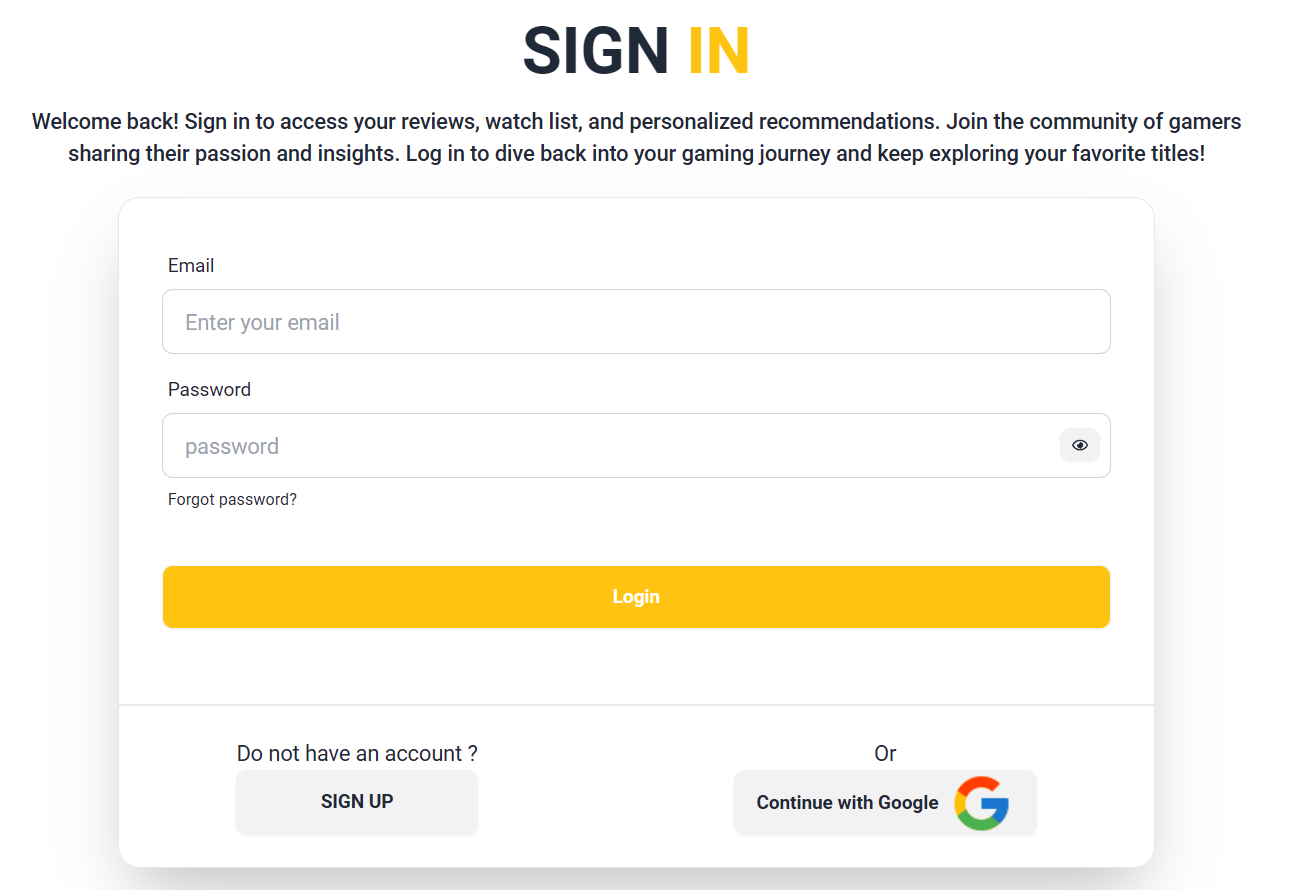 SIGN IN
Welcome back! Sign in to access your reviews, watch list, and personalized recommendations. Join the community of gamers
sharing their passion and insights. Log in to dive back into your gaming journey and keep exploring your favorite titles!
Email
Enter your email
Password
password
Forgot password?
Login
Do not have an account ?
SIGN UP
Or
Continue with Google